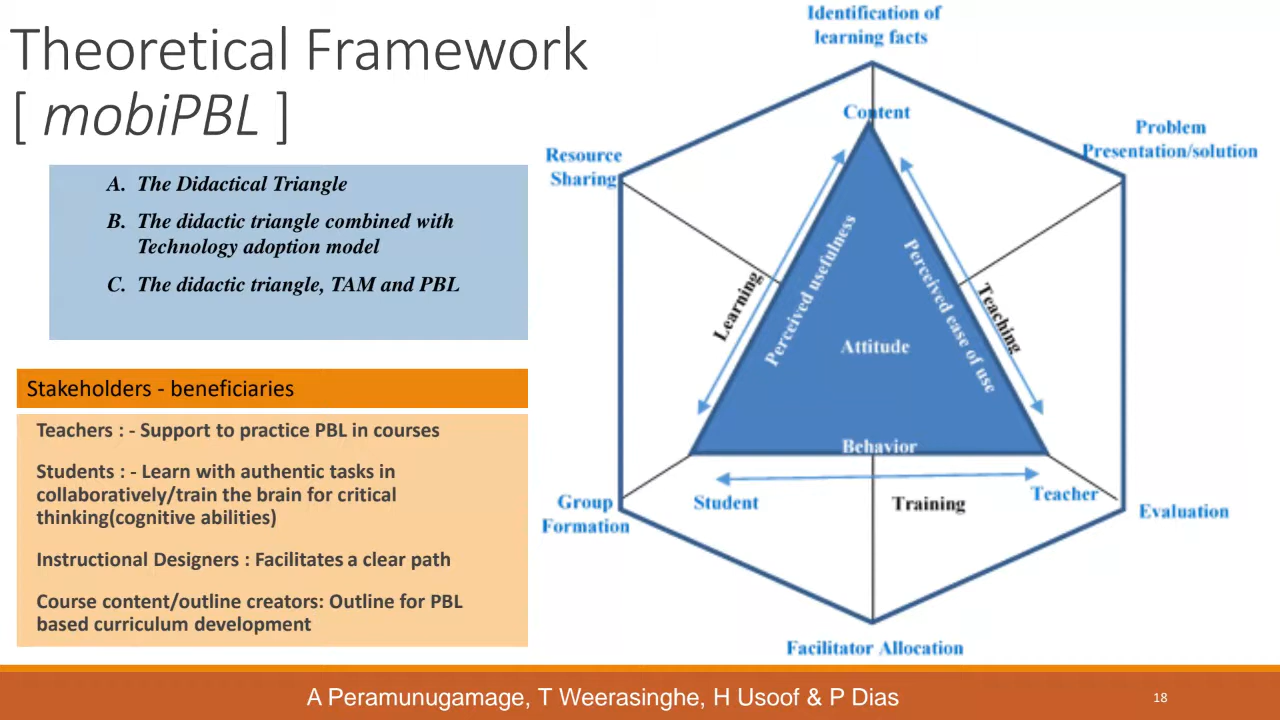 Theoretical Framework
[ mobiPBL ]
A. The Didactical Triangle
B. The didactic triangle combined with
Technology adoption model
C. The didactic triangle, TAM and PBL
Stakeholders - beneficiaries
Teachers : - Support to practice PBL in courses
Students : - Learn with authentic tasks in
collaboratively/train the brain for critical
thinking(cognitive abilities)
Instructional Designers : Facilitates a clear path
Course content/outline creators: Outline for PBL
based curriculum development
Identification of
learning facts
Content
Problem
Presentation/solution
Resource
Sharing
Learning
Perceived usefulness
Perceived ease of use
Teaching
Attitude
Behavior
Group
Formation
Student
Training
Teacher
Evaluation
Facilitator Allocation
A Peramunugamage, T Weerasinghe, H Usoof & P Dias
18